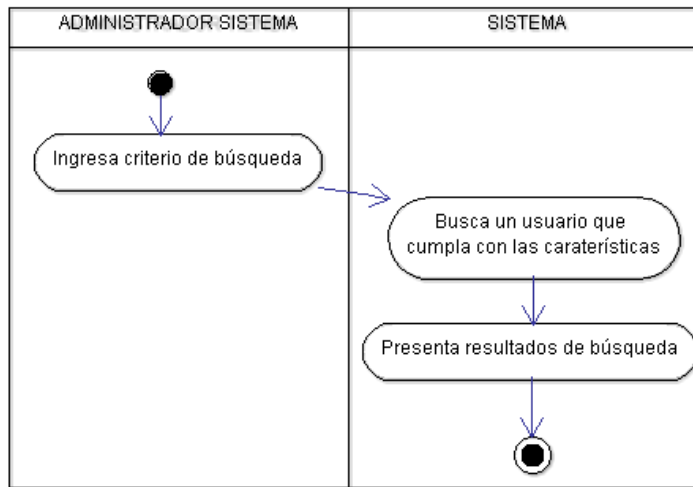 ADMINISTRADOR SISTEMA
SISTEMA
Ingresa criterio de búsqueda
Busca un usuario que
cumpla con las caraterísticas
Presenta resultados de búsqueda